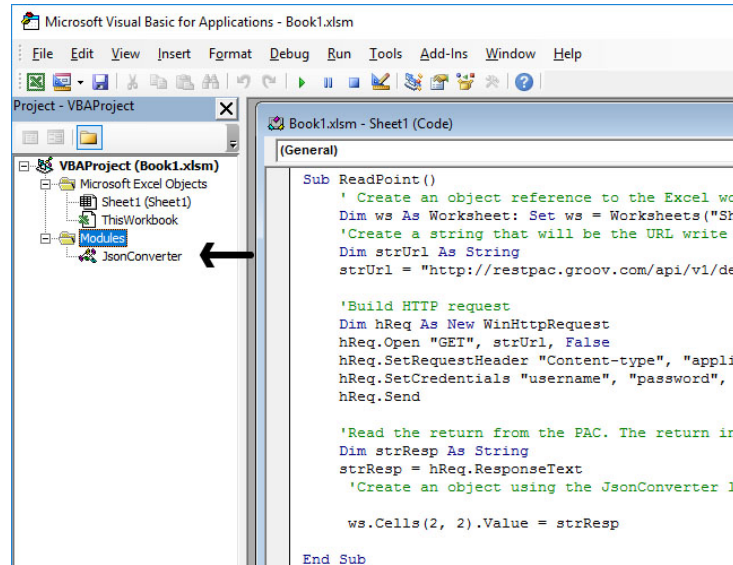 Microsoft Visual Basic for Applications - Book1.xlsm
File Edit View Insert Format Debug Run Tools Add-Ins Window Help
Project - VBAProject
VBAProject (Book1.xlsm)
Microsoft Excel Objects
Sheet1 (Sheet1)
ThisWorkbook
Modules
JsonConverter
Book1.xlsm - Sheet1 (Code)
(General)
Sub ReadPoint()
' Create an object reference to the Excel wo
Dim ws As Worksheet: Set ws = Worksheets("Sh
'Create a string that will be the URL write
Dim strUrl As String
strUrl = "http://restpac.groov.com/api/v1/de
'Build HTTP request
Dim hReq As New WinHttpRequest
hReq.Open "GET", strUrl, False
hReq.SetRequestHeader "Content-type", "appli
hReq.SetCredentials "username", "password",
hReq.Send
'Read the return from the PAC. The return in
Dim strResp As String
strResp = hReq.ResponseText
'Create an object using the JsonConverter l
ws.Cells(2, 2).Value = strResp
End Sub